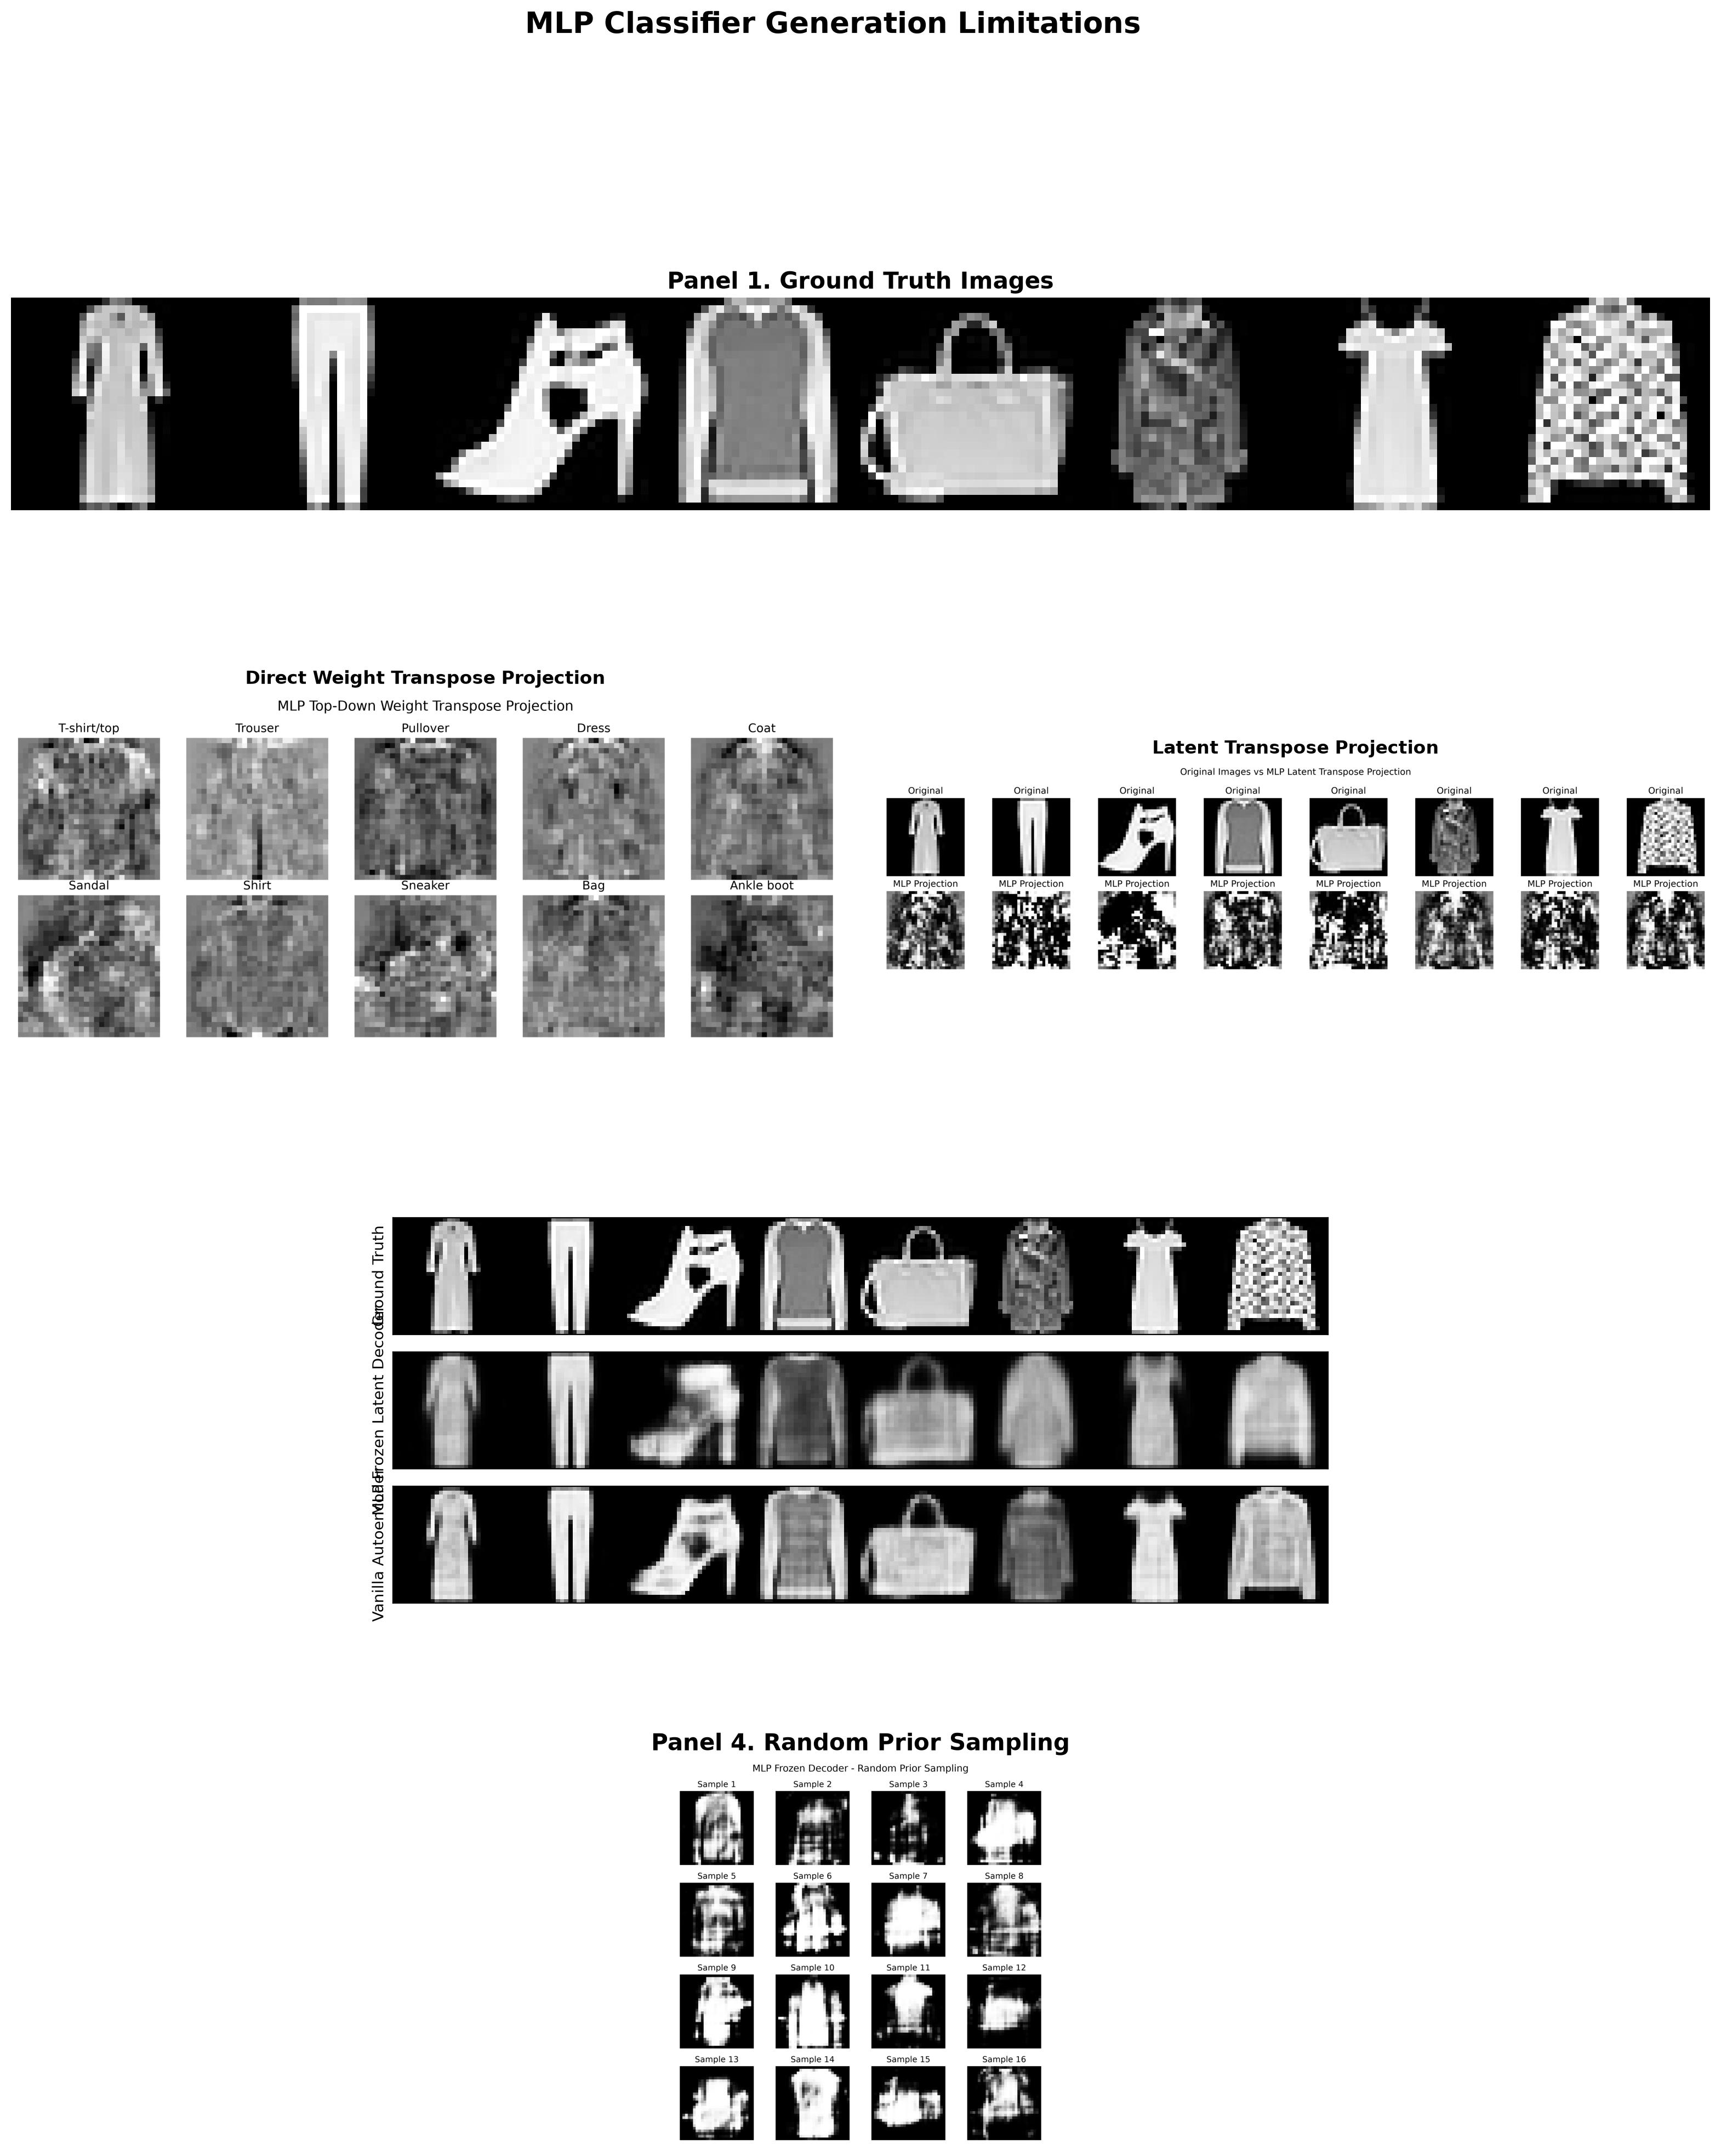 MLP Classifier Generation Limitations
Panel 1. Ground Truth Images
Direct Weight Transpose Projection
MLP Top-Down Weight Transpose Projection
T-shirt/top Trouser Pullover Dress Coat
Sandal Shirt Sneaker Bag Ankle boot
Latent Transpose Projection
Original Images vs MLP Latent Transpose Projection
Original Original Original Original Original Original Original Original
MLP Projection MLP Projection MLP Projection MLP Projection MLP Projection MLP Projection MLP Projection MLP Projection
Ground Truth
MLP Frozen Latent Decoder
Vanilla Autoencoder
Panel 4. Random Prior Sampling
MLP Frozen Decoder - Random Prior Sampling
Sample 1 Sample 2 Sample 3 Sample 4
Sample 5 Sample 6 Sample 7 Sample 8
Sample 9 Sample 10 Sample 11 Sample 12
Sample 13 Sample 14 Sample 15 Sample 16